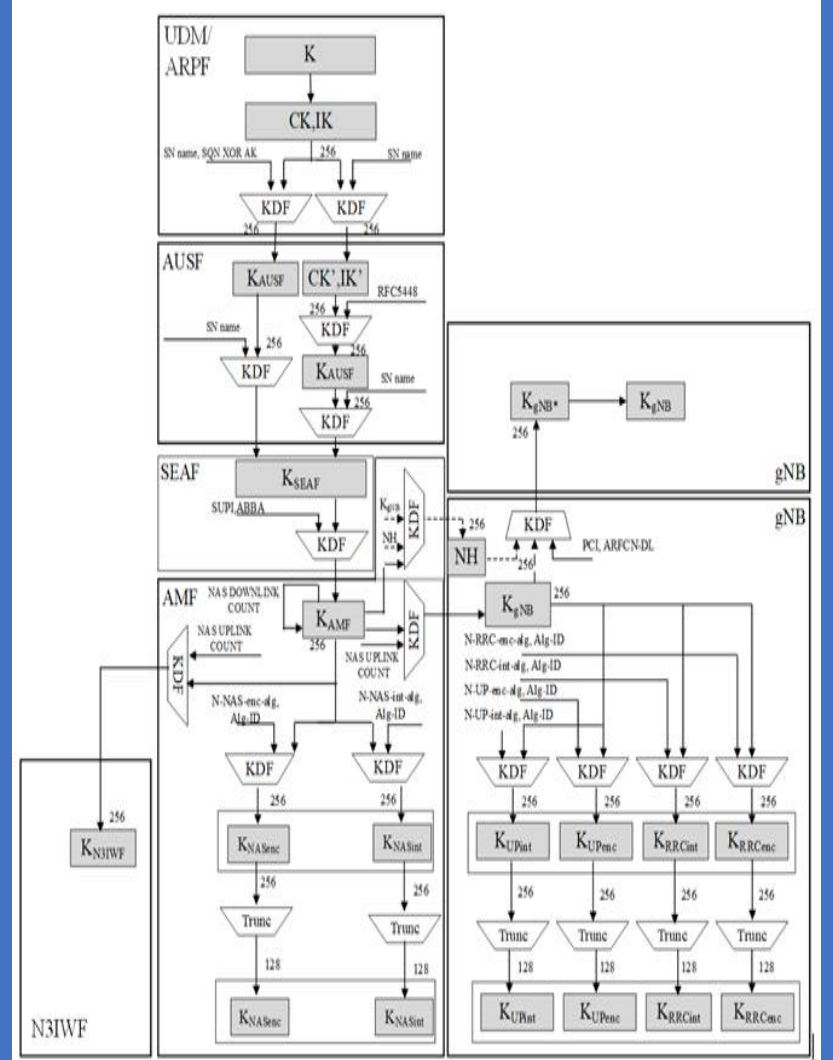 UDM/
ARPF
K
CK,IK
SN name, SQN XOR AK
256
SN name
KDF
KDF
256
256
AUSF
KAUSF
CK',IK'
RFC5448
256
KDF
SN name
256
256
KDF
KAUSF
SN name
256
KDF
KgNB*
KgNB
256
gNB
SEAF
KSEAF
SUPI,ABBA
KDF
KgNB
NH
KDF
256
NH
KDF
256
PCI, ARFCN-DL
gNB
AMF
NAS DOWNLINK
COUNT
KAMF
256
KDF
KgNB
256
NAS UPLINK
COUNT
NAS UPLINK
COUNT
KDF
N-RRC-enc-alg, Alg-ID
N-RRC-int-alg, Alg-ID
N-UP-enc-alg, Alg-ID
N-UP-int-alg, Alg-ID
N-NAS-enc-alg,
Alg-ID
N-NAS-int-alg,
Alg-ID
KDF
KDF
KDF
KDF
KDF
KDF
256
256
256
256
256
256
256
KN3IWF
KNASenc
KNASint
KUPint
KUPenc
KRRCint
KRRCenc
256
256
256
256
256
256
Trunc
Trunc
Trunc
Trunc
Trunc
Trunc
128
128
128
128
128
128
KNASenc
KNASint
KUPint
KUPenc
KRRCint
KRRCenc
N3IWF